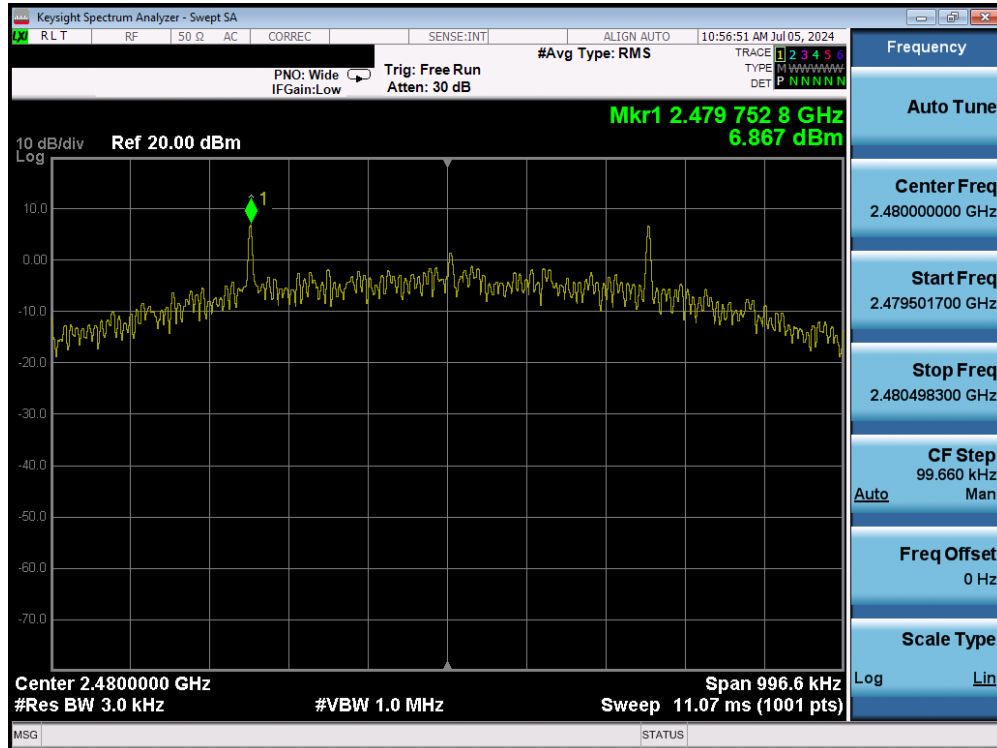 Keysight Spectrum Analyzer - Swept SA
LXI RLT RF 50 Ω AC CORREC SENSE:INT ALIGN AUTO 10:56:51 AM Jul 05, 2024
#Avg Type: RMS TRACE 1 2 3 4 5 6
PNO: Wide Trig: Free Run TYPE M W W W W W
IFGain:Low Atten: 30 dB DET P N N N N N
Mkr1 2.479 752 8 GHz
6.867 dBm
10 dB/div Ref 20.00 dBm
Log
1
10.0
0.00
-10.0
-20.0
-30.0
-40.0
-50.0
-60.0
-70.0
Center 2.4800000 GHz Span 996.6 kHz
#Res BW 3.0 kHz #VBW 1.0 MHz Sweep 11.07 ms (1001 pts)
MSG STATUS
Frequency
Auto Tune
Center Freq
2.480000000 GHz
Start Freq
2.479501700 GHz
Stop Freq
2.480498300 GHz
CF Step
99.660 kHz
Auto Man
Freq Offset
0 Hz
Scale Type
Log Lin